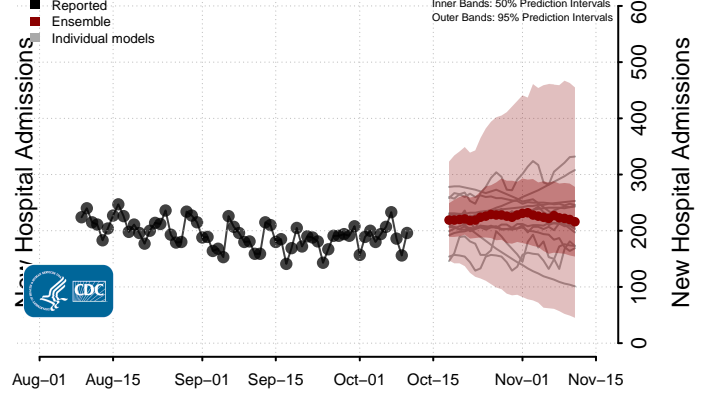 Reported
Ensemble
Individual models
Inner Bands: 50% Prediction Intervals
Outer Bands: 95% Prediction Intervals
New Hospital Admissions
CDC
60
500
400
300
200
100
0
New Hospital Admissions
Aug−01
Aug−15
Sep−01
Sep−15
Oct−01
Oct−15
Nov−01
Nov−15